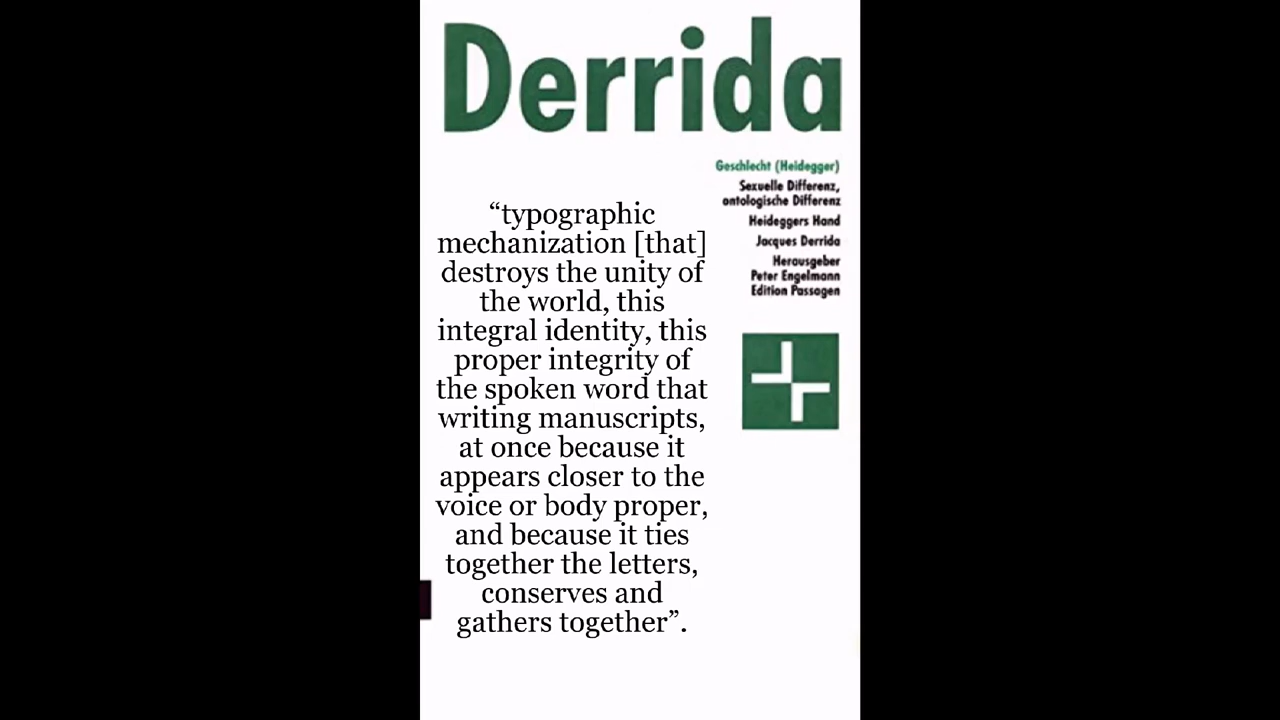 Derrida
Geschlecht (Heidegger)
Sexuelle Differenz,
ontologische Differenz
Heideggers Hand
Jacques Derrida
Herausgeber
Peter Engelmann
Edition Passagen
“typographic
mechanization [that]
destroys the unity of
the world, this
integral identity, this
proper integrity of
the spoken word that
writing manuscripts,
at once because it
appears closer to the
voice or body proper,
and because it ties
together the letters,
conserves and
gathers together”.